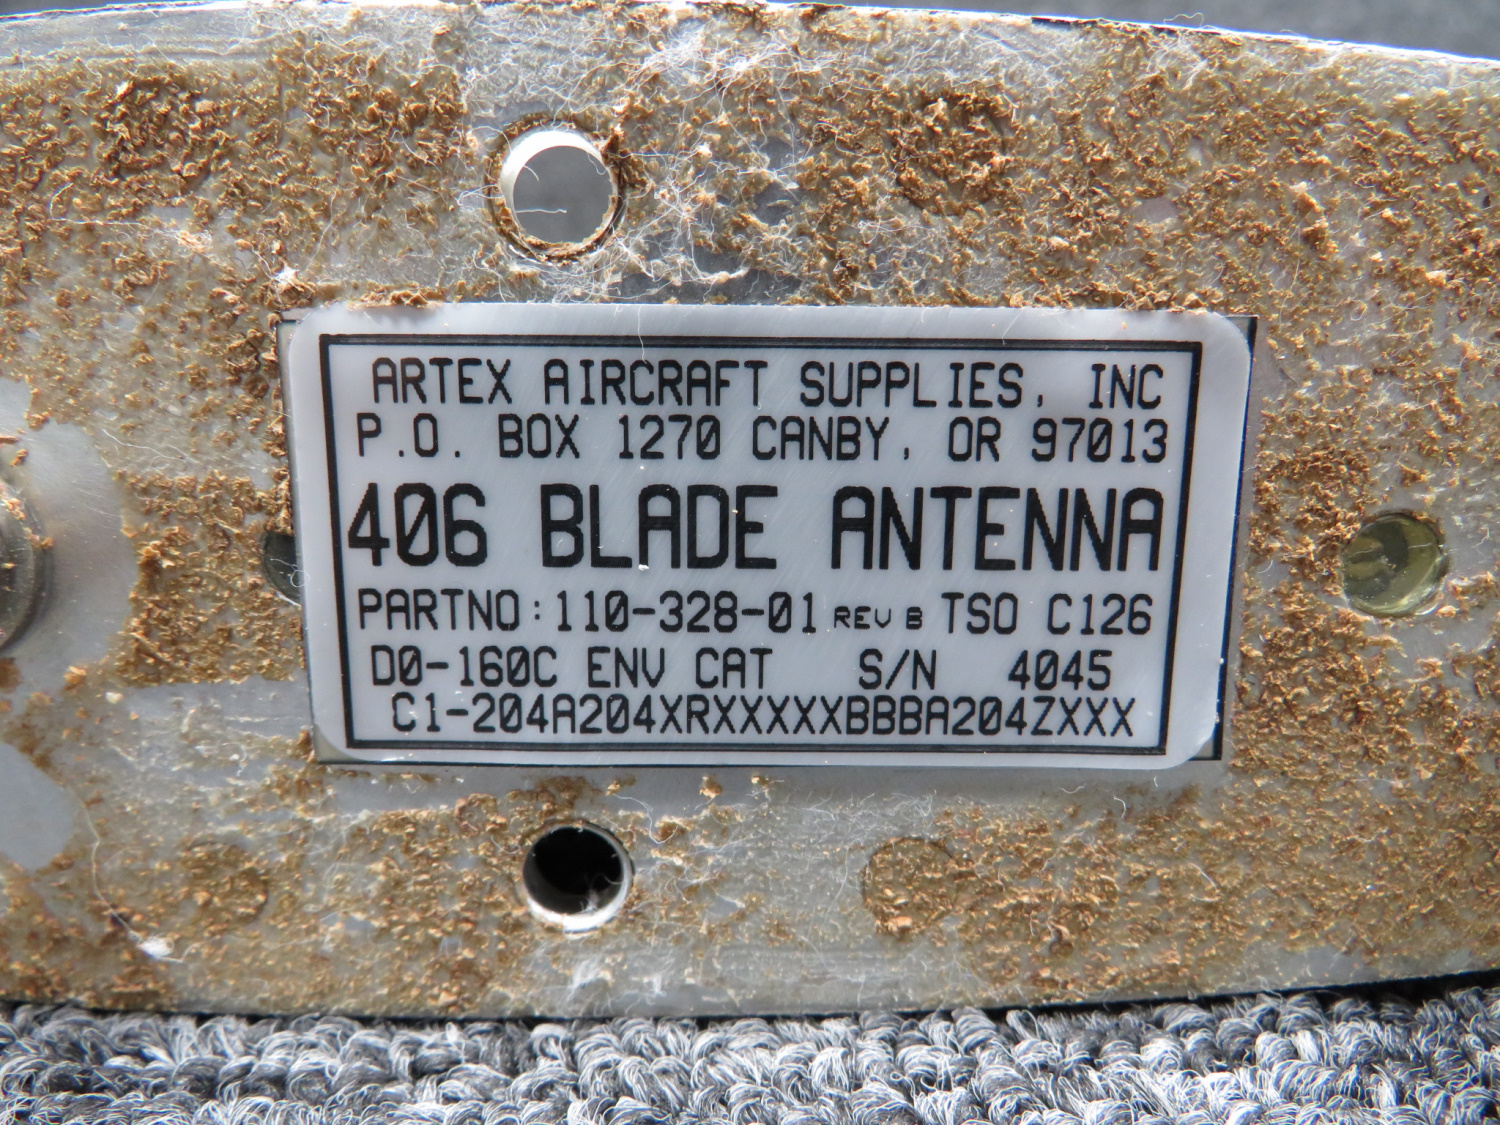 ARTEX AIRCRAFT SUPPLIES, INC
P.O. BOX 1270 CANBY, OR 97013
406 BLADE ANTENNA
PARTNO:110-328-01 REV B TSO C126
DO-160C ENV CAT S/N 4045
C1-204A204XRXXXXXBBBA204ZXXX